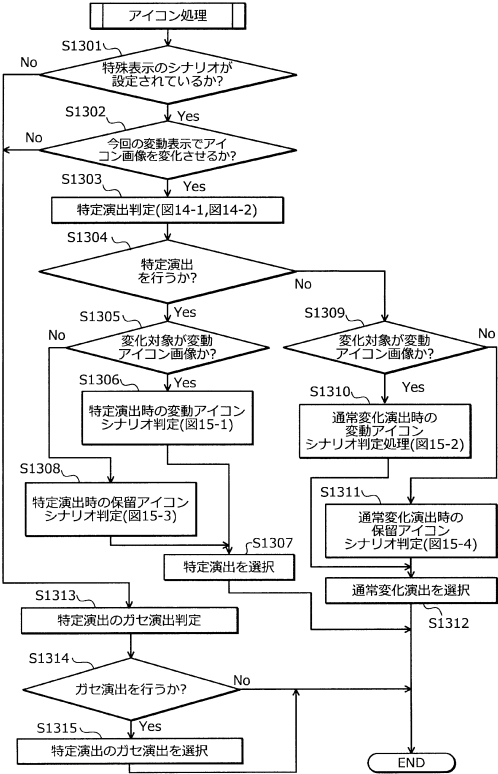 アイコン処理
S1301
特殊表示のシナリオが
設定されているか?
No
Yes
S1302
今回の変動表示でアイ
コン画像を変化させるか?
No
Yes
S1303
特定演出判定(図14-1,図14-2)
S1304
特定演出
を行うか?
No
Yes
S1305
変化対象が変動
アイコン画像か?
No
Yes
S1309
変化対象が変動
アイコン画像か?
No
Yes
S1306
特定演出時の変動アイコン
シナリオ判定(図15-1)
S1310
通常変化演出時の
変動アイコン
シナリオ判定処理(図15-2)
S1308
特定演出時の保留アイコン
シナリオ判定(図15-3)
S1311
通常変化演出時の
保留アイコン
シナリオ判定(図15-4)
S1307
特定演出を選択
通常変化演出を選択
S1312
S1313
特定演出のガセ演出判定
S1314
ガセ演出を行うか?
No
Yes
S1315
特定演出のガセ演出を選択
END